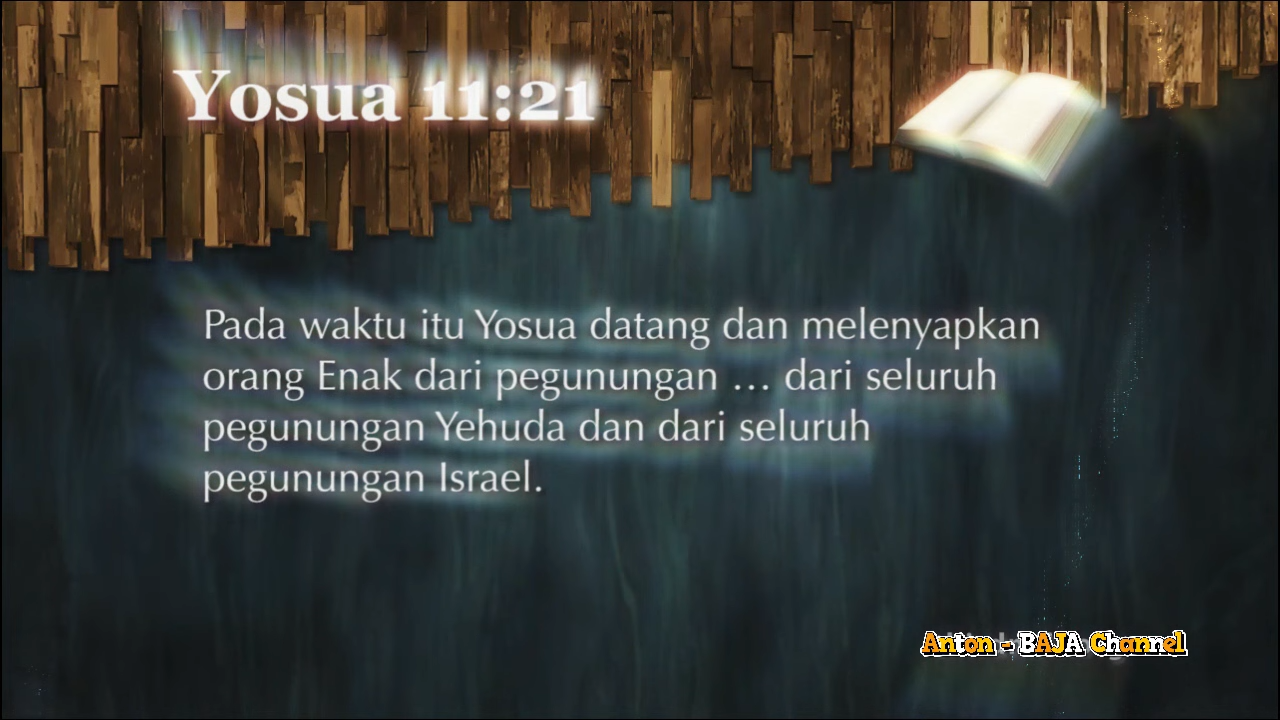 Yosua 11:21
Pada waktu itu Yosua datang dan melenyapkan
orang Enak dari pegunungan … dari seluruh
pegunungan Yehuda dan dari seluruh
pegunungan Israel.
Anton - BAJA Channel